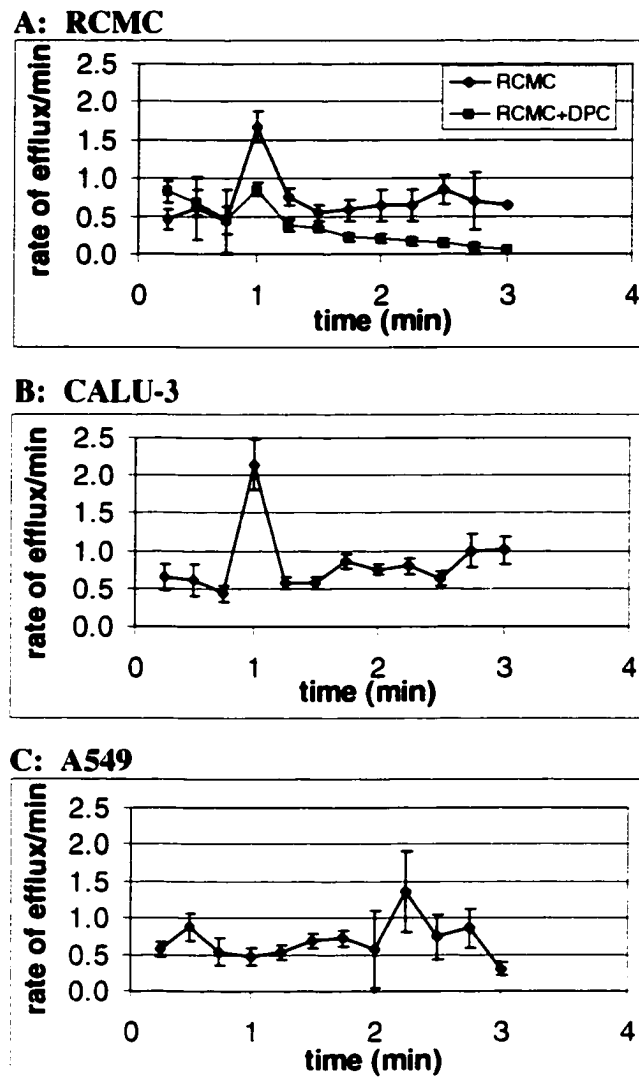 A: RCMC
rate of efflux/min
2.5
2.0
1.5
1.0
0.5
0.0
RCMC
RCMC+DPC
0 1 2 3 4
time (min)
B: CALU-3
rate of efflux/min
2.5
2.0
1.5
1.0
0.5
0.0
0 1 2 3 4
time (min)
C: A549
rate of efflux/min
2.5
2.0
1.5
1.0
0.5
0.0
0 1 2 3 4
time (min)